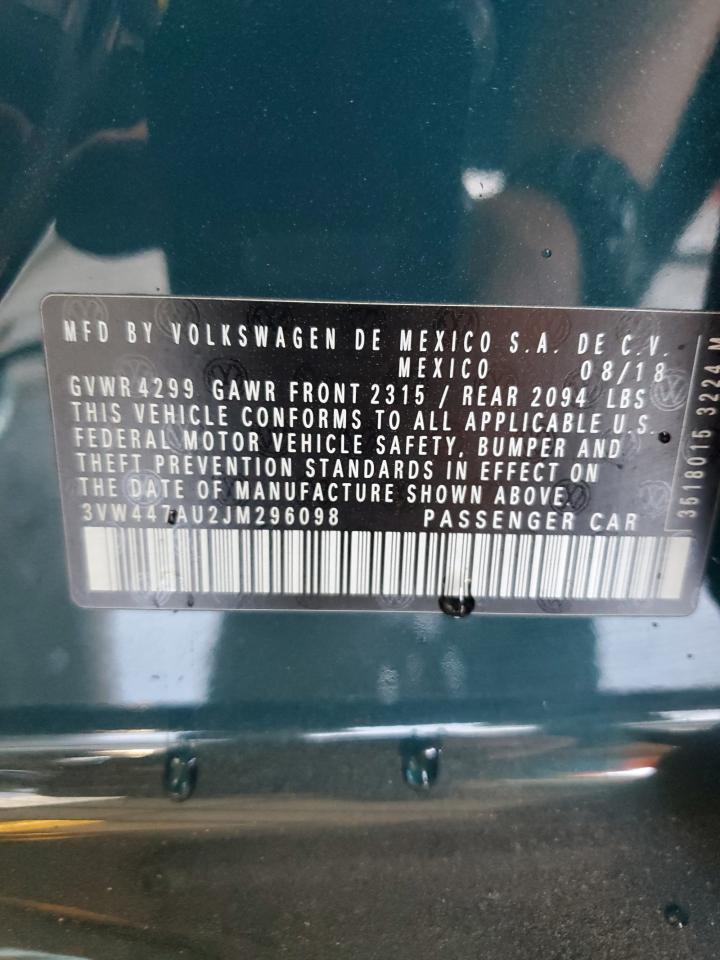 MFD BY VOLKSWAGEN DE MEXICO S.A. DE C.V.
MEXICO 08/18
GVWR 4299 GAWR FRONT 2315 / REAR 2094 LBS
THIS VEHICLE CONFORMS TO ALL APPLICABLE U.S.
FEDERAL MOTOR VEHICLE SAFETY, BUMPER AND
THEFT PREVENTION STANDARDS IN EFFECT ON
THE DATE OF MANUFACTURE SHOWN ABOVE.
3VW447AU2JM296098 PASSENGER CAR
3518015 3224 M